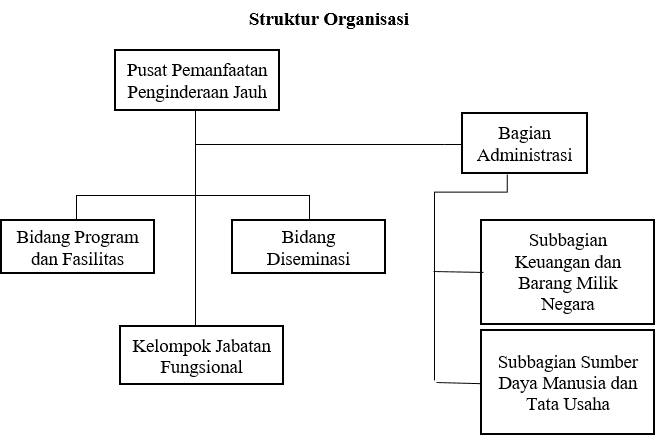 Struktur Organisasi
Pusat Pemanfaatan
Penginderaan Jauh
Bagian
Administrasi
Bidang Program
dan Fasilitas
Bidang
Diseminasi
Subbagian
Keuangan dan
Barang Milik
Negara
Kelompok Jabatan
Fungsional
Subbagian Sumber
Daya Manusia dan
Tata Usaha